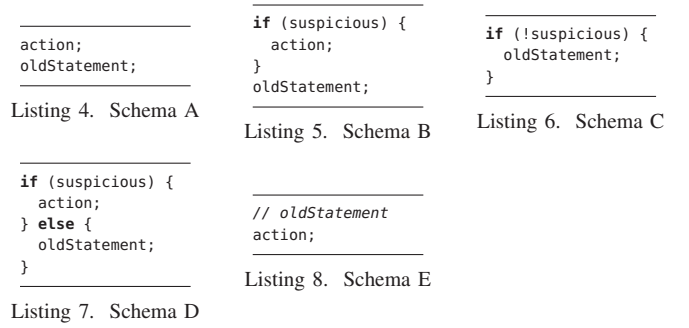 action;
oldStatement;
Listing 4. Schema A
if (suspicious) {
action;
}
oldStatement;
Listing 5. Schema B
if (!suspicious) {
oldStatement;
}
Listing 6. Schema C
if (suspicious) {
action;
} else {
oldStatement;
}
Listing 7. Schema D
// oldStatement
action;
Listing 8. Schema E